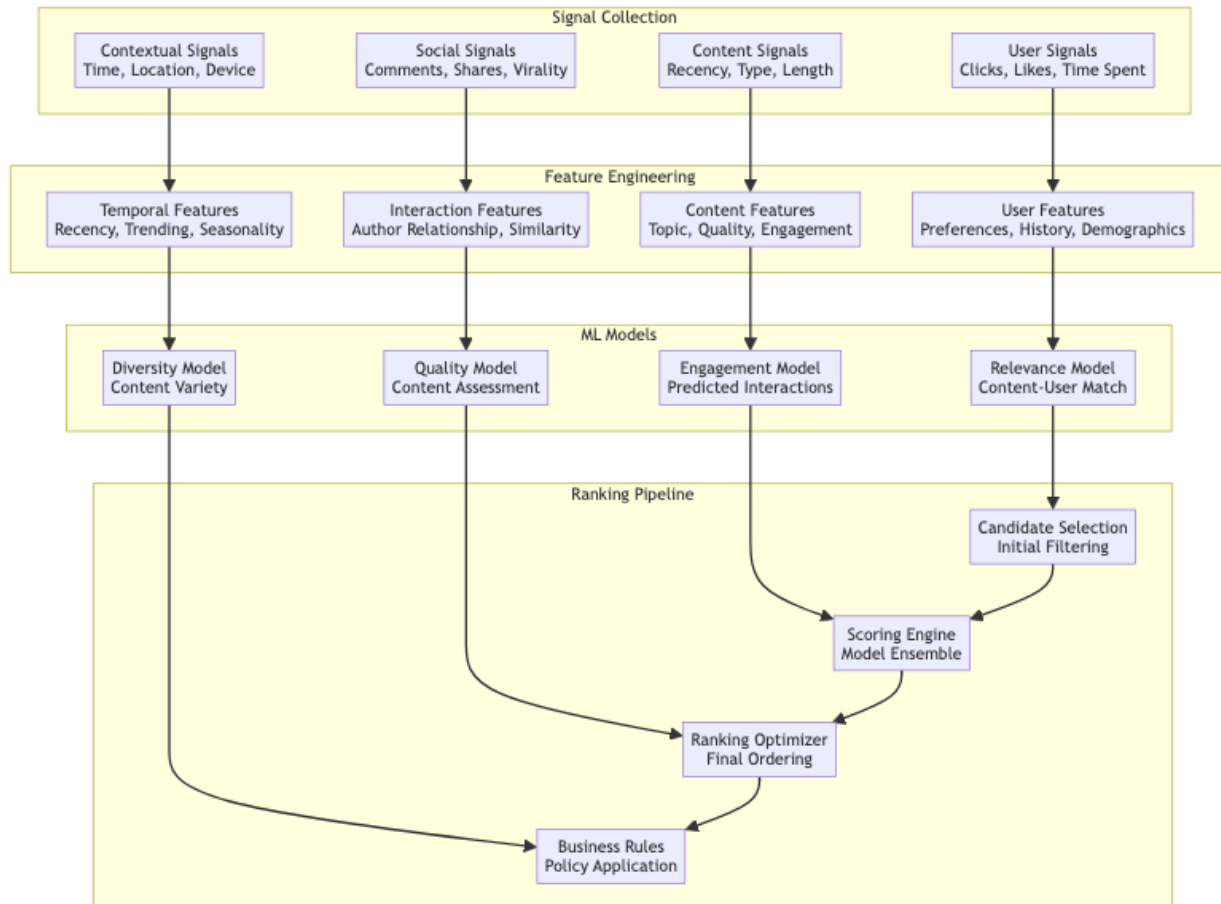 Signal Collection
Contextual Signals
Time, Location, Device
Social Signals
Comments, Shares, Virality
Content Signals
Recency, Type, Length
User Signals
Clicks, Likes, Time Spent
Feature Engineering
Temporal Features
Recency, Trending, Seasonality
Interaction Features
Author Relationship, Similarity
Content Features
Topic, Quality, Engagement
User Features
Preferences, History, Demographics
ML Models
Diversity Model
Content Variety
Quality Model
Content Assessment
Engagement Model
Predicted Interactions
Relevance Model
Content-User Match
Ranking Pipeline
Candidate Selection
Initial Filtering
Scoring Engine
Model Ensemble
Ranking Optimizer
Final Ordering
Business Rules
Policy Application